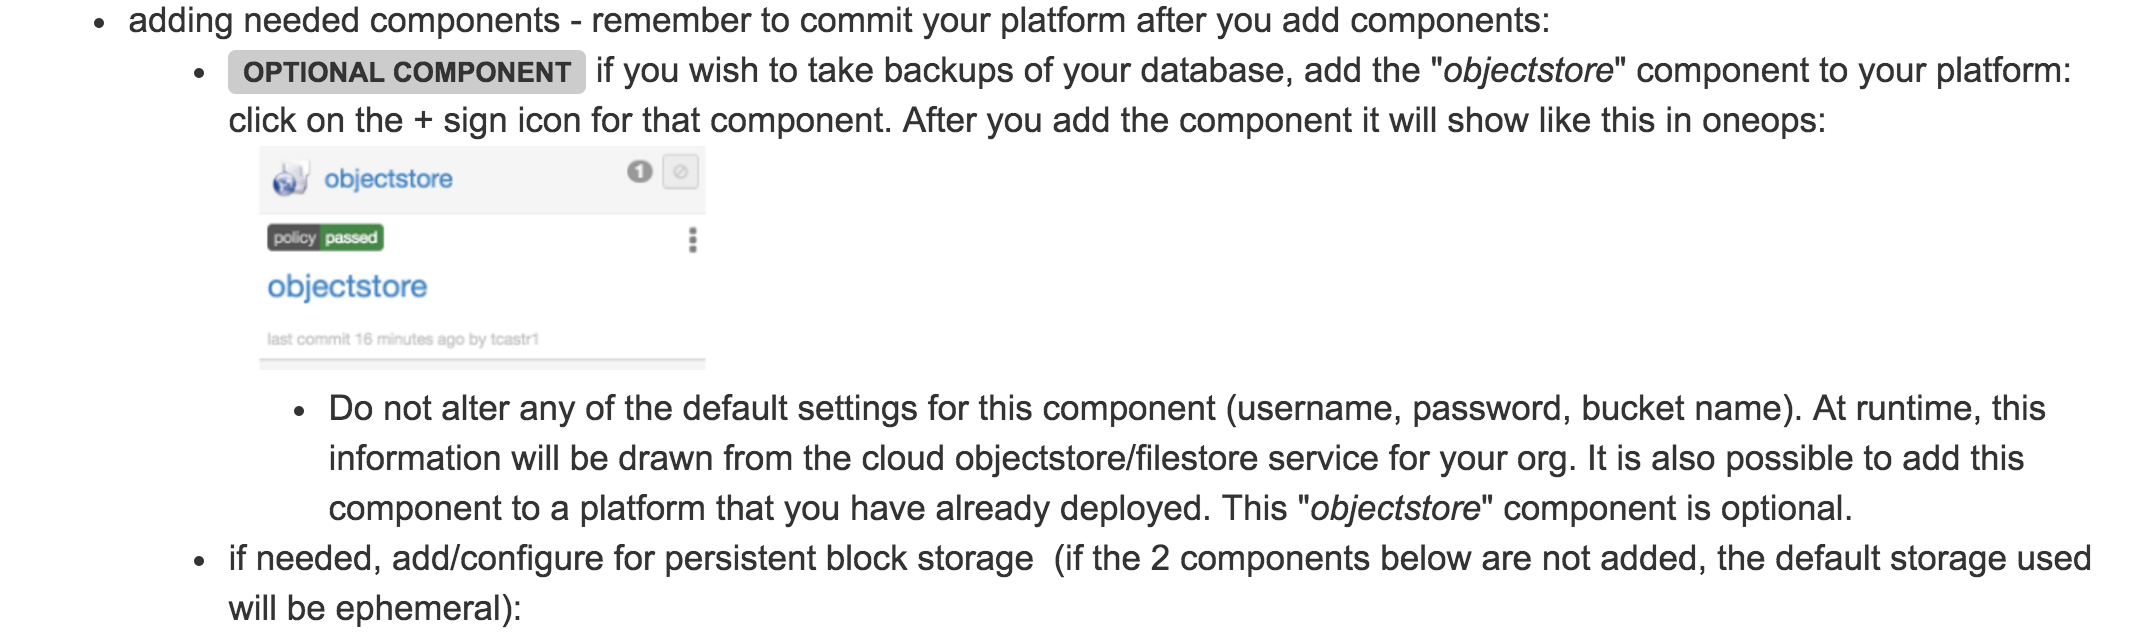 • adding needed components - remember to commit your platform after you add components:
• OPTIONAL COMPONENT if you wish to take backups of your database, add the "objectstore" component to your platform:
click on the + sign icon for that component. After you add the component it will show like this in oneops:
objectstore 1
policy passed
objectstore
last commit 16 minutes ago by tcastr1
• Do not alter any of the default settings for this component (username, password, bucket name). At runtime, this
information will be drawn from the cloud objectstore/filestore service for your org. It is also possible to add this
component to a platform that you have already deployed. This "objectstore" component is optional.
• if needed, add/configure for persistent block storage  (if the 2 components below are not added, the default storage used
will be ephemeral):